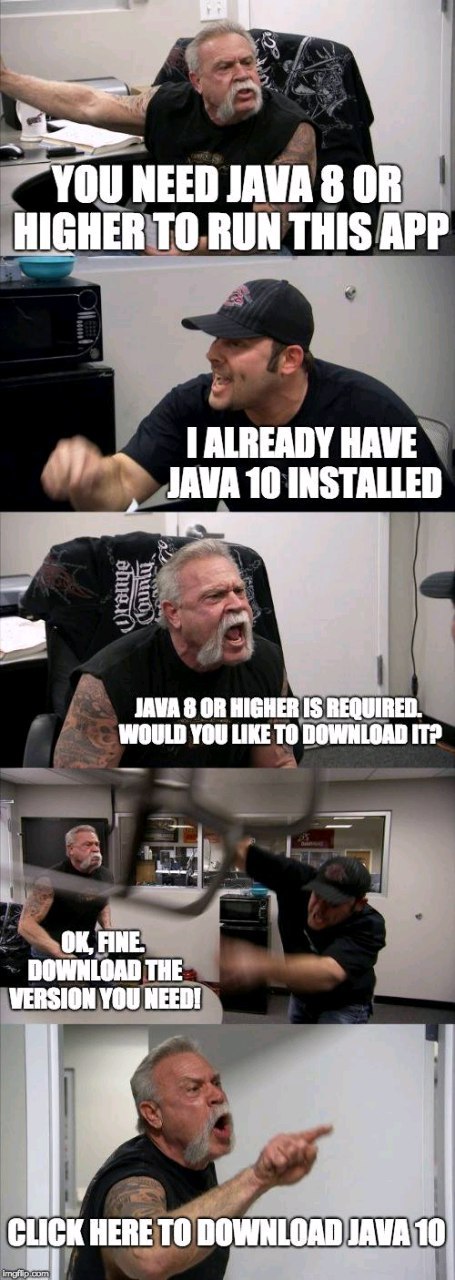 YOU NEED JAVA 8 OR
HIGHER TO RUN THIS APP
I ALREADY HAVE
JAVA 10 INSTALLED
Orange
County
JAVA 8 OR HIGHER IS REQUIRED.
WOULD YOU LIKE TO DOWNLOAD IT?
OK, FINE.
DOWNLOAD THE
VERSION YOU NEED!
CLICK HERE TO DOWNLOAD JAVA 10
imgflip.com